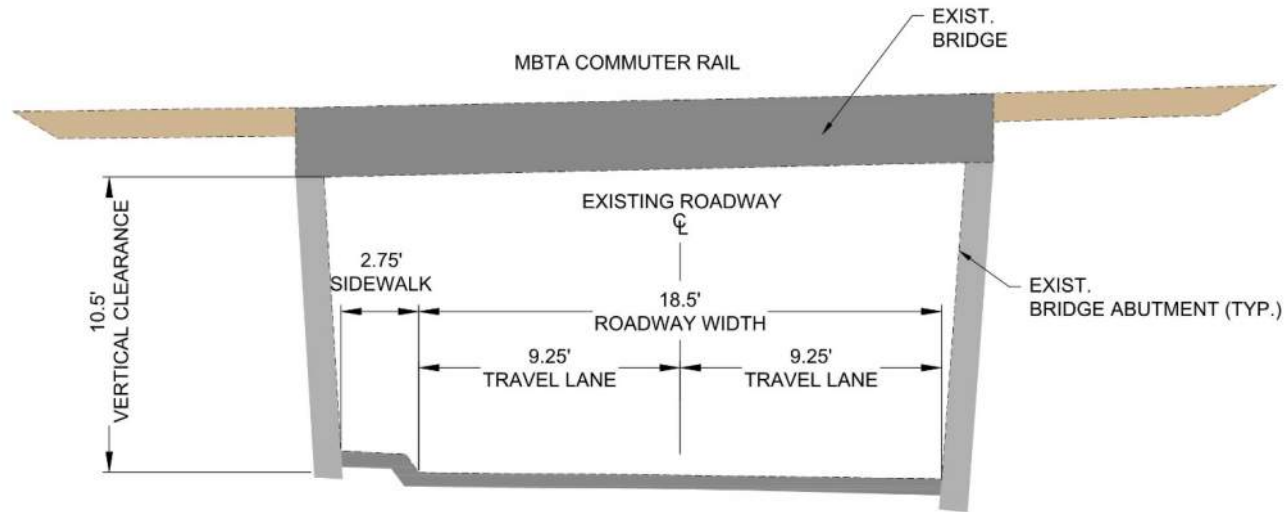 EXIST.
BRIDGE
MBTA COMMUTER RAIL
EXISTING ROADWAY
℄
10.5'
VERTICAL CLEARANCE
2.75'
SIDEWALK
18.5'
ROADWAY WIDTH
EXIST.
BRIDGE ABUTMENT (TYP.)
9.25'
TRAVEL LANE
9.25'
TRAVEL LANE